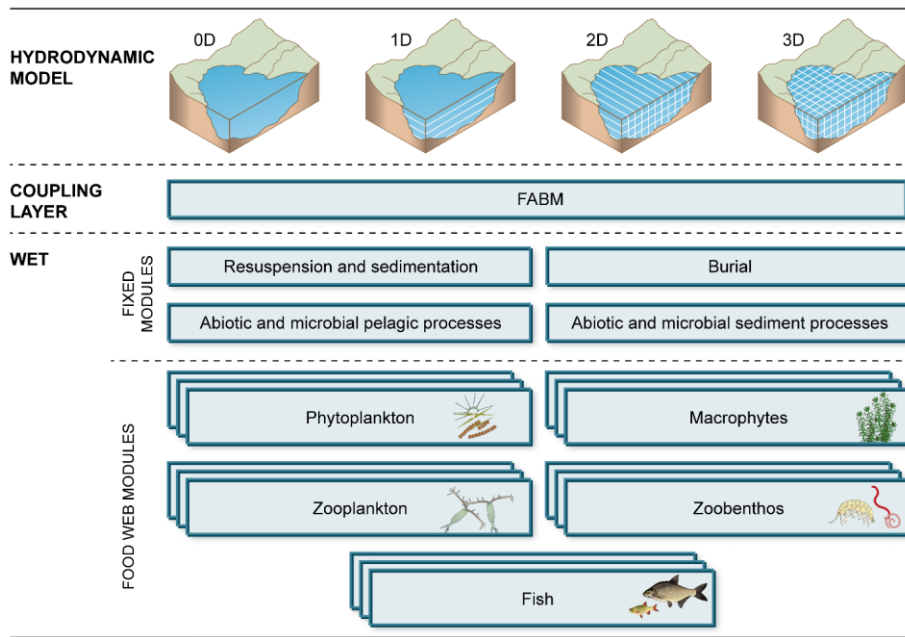 HYDRODYNAMIC
MODEL
0D
1D
2D
3D
COUPLING
LAYER
FABM
WET
FIXED
MODULES
Resuspension and sedimentation
Burial
Abiotic and microbial pelagic processes
Abiotic and microbial sediment processes
FOOD WEB MODULES
Phytoplankton
Macrophytes
Zooplankton
Zoobenthos
Fish